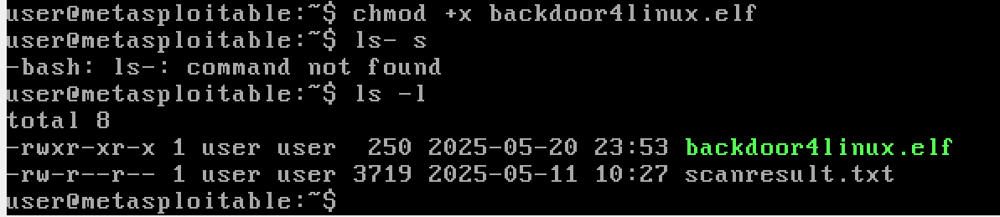 user@metasploitable:~$ chmod +x backdoor4linux.elf
user@metasploitable:~$ ls- s
-bash: ls-: command not found
user@metasploitable:~$ ls -l
total 8
-rwxr-xr-x 1 user user  250 2025-05-20 23:53 backdoor4linux.elf
-rw-r--r-- 1 user user 3719 2025-05-11 10:27 scanresult.txt
user@metasploitable:~$